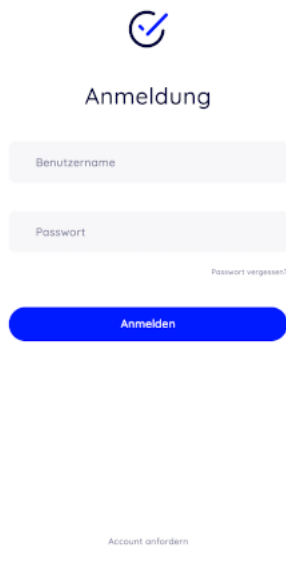 Anmeldung
Benutzername
Passwort
Passwort vergessen?
Anmelden
Account anfordern